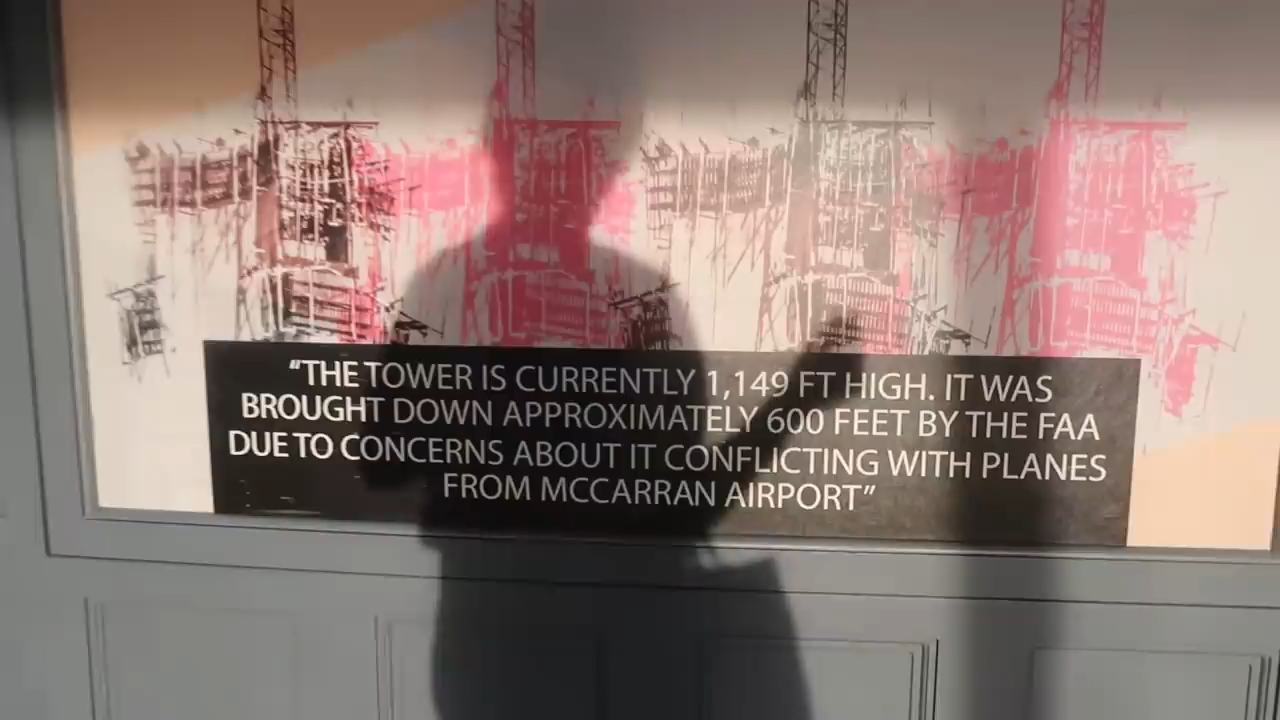 “THE TOWER IS CURRENTLY 1,149 FT HIGH. IT WAS
BROUGHT DOWN APPROXIMATELY 600 FEET BY THE FAA
DUE TO CONCERNS ABOUT IT CONFLICTING WITH PLANES
FROM MCCARRAN AIRPORT”